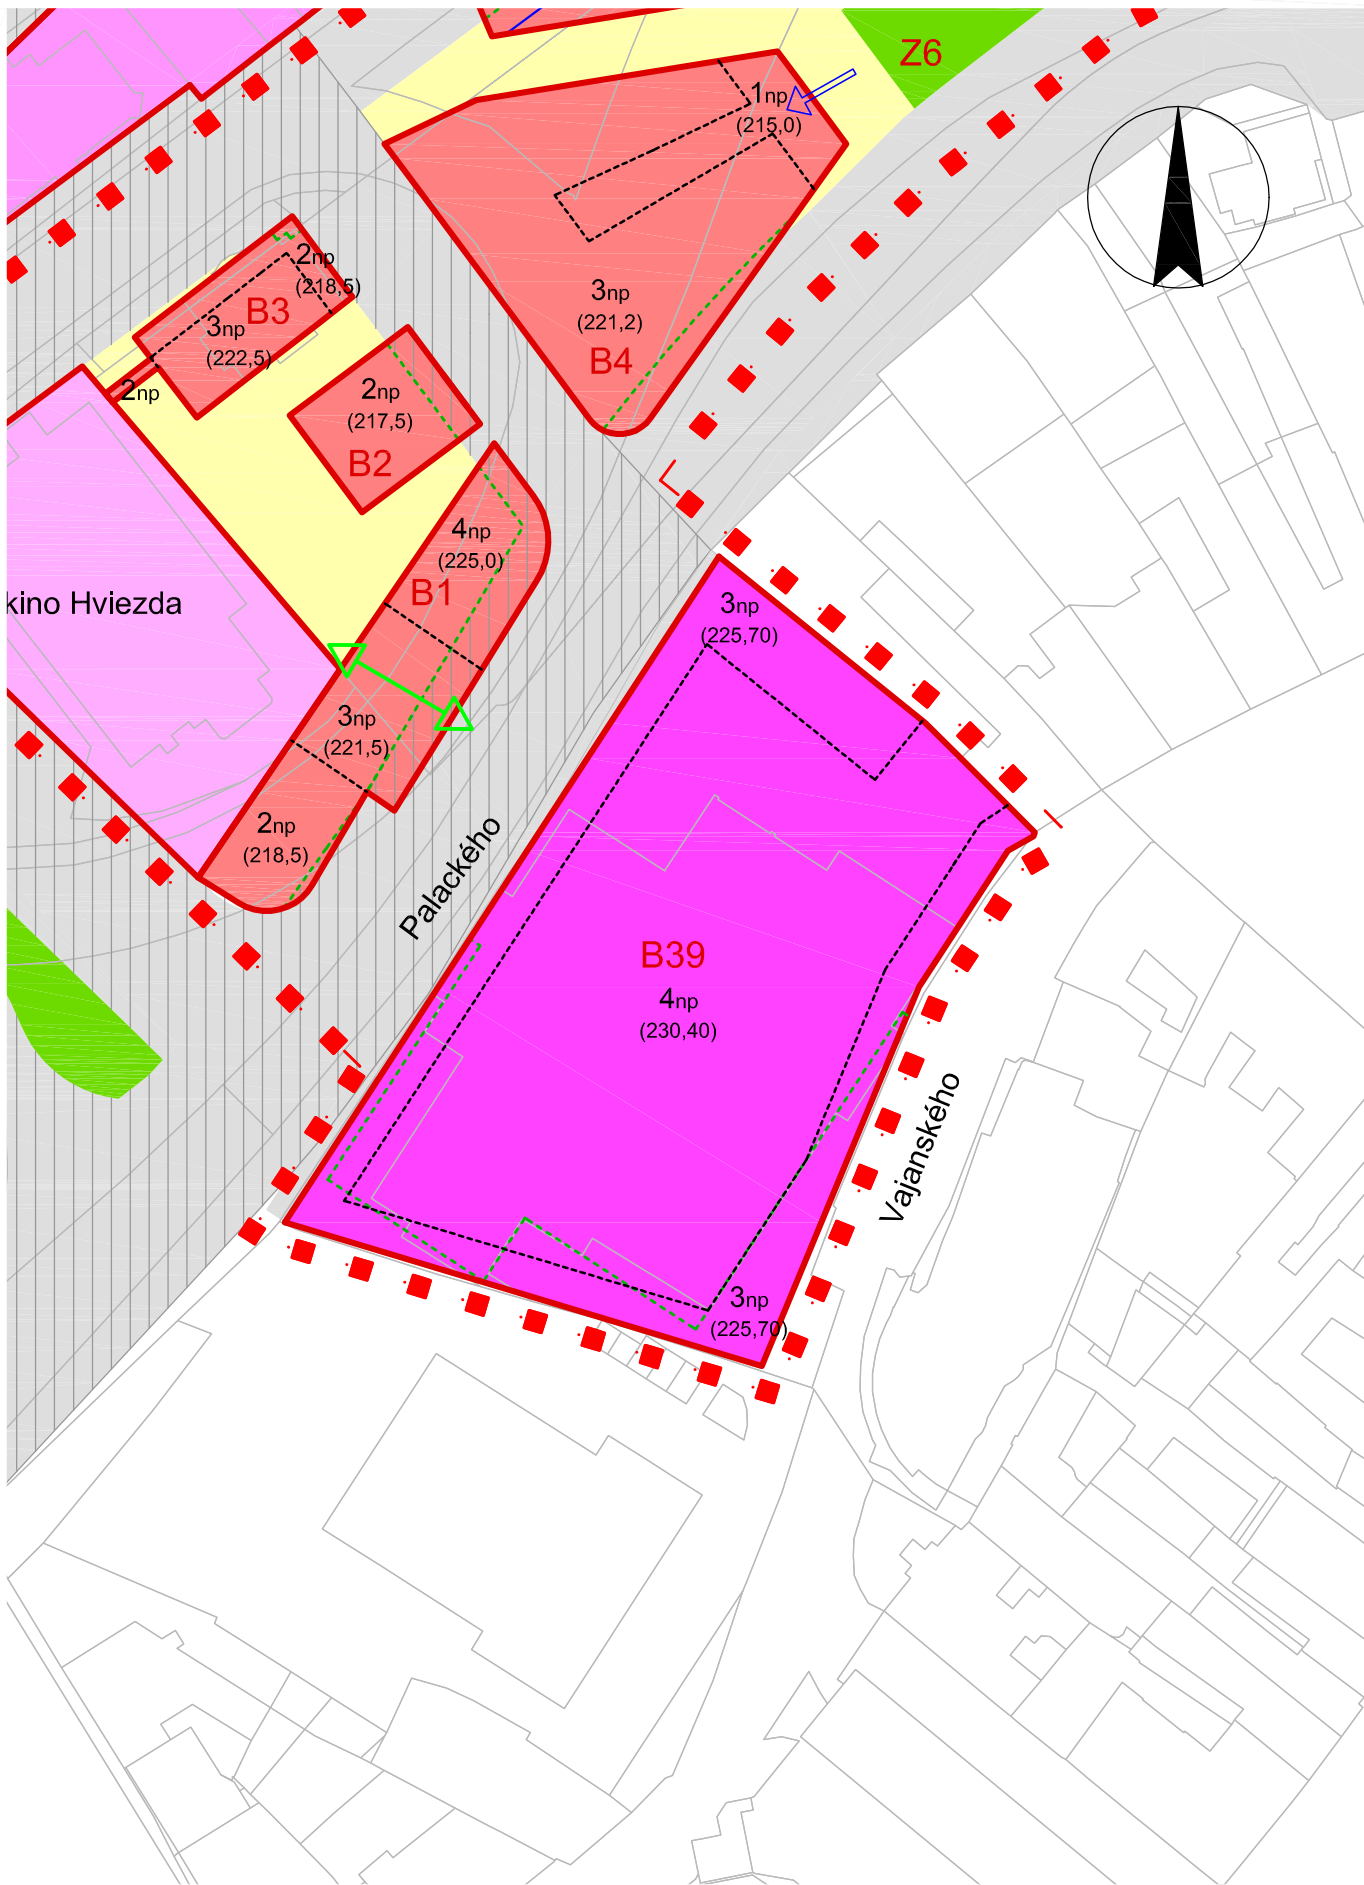 Z6
1np
(215,0)
2np
(218,5)
B3
3np
(222,5)
3np
(221,2)
B4
2np
2np
(217,5)
B2
4np
(225,0)
B1
kino Hviezda
3np
(225,70)
3np
(221,5)
2np
(218,5)
Palackého
B39
4np
(230,40)
Vajanského
3np
(225,70)